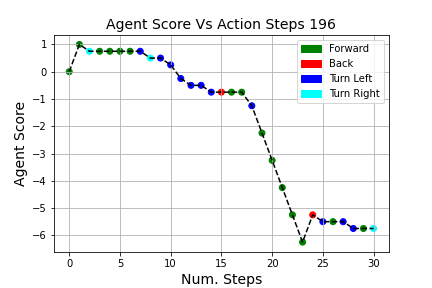 Agent Score Vs Action Steps 196
Agent Score
1
0
−1
−2
−3
−4
−5
−6
Forward
Back
Turn Left
Turn Right
0 5 10 15 20 25 30
Num. Steps